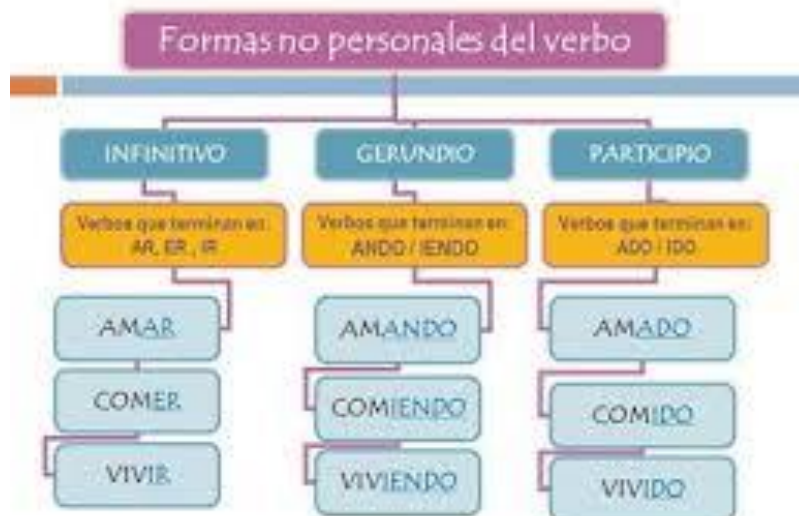 Formas no personales del verbo
INFINITIVO
Verbos que terminan en:
AR, ER , IR
AMAR
COMER
VIVIR
GERUNDIO
Verbos que terminan en:
ANDO / IENDO
AMANDO
COMIENDO
VIVIENDO
PARTICIPIO
Verbos que terminan en:
ADO / IDO
AMADO
COMIDO
VIVIDO